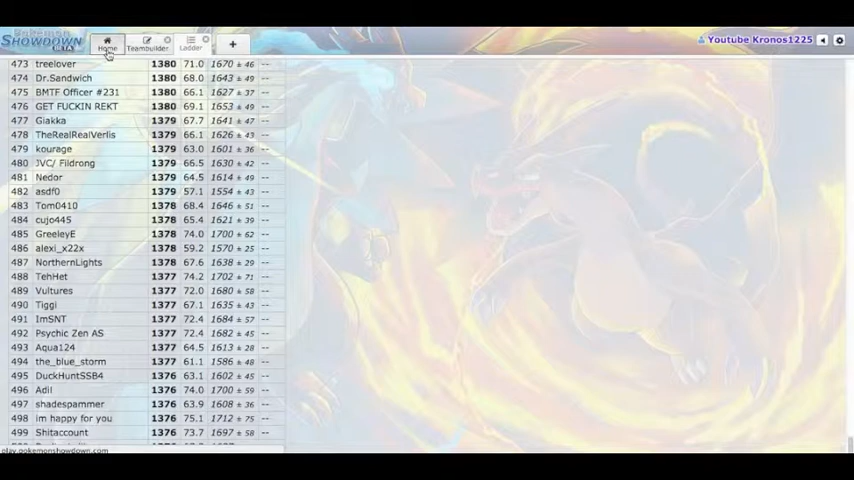 Pokemon
SHOWDOWN
BETA
Home
Teambuilder
Ladder
+
Youtube Kronos1225
473 treelover 1380 71.0 1670 ± 46 --
474 Dr.Sandwich 1380 68.0 1643 ± 49 --
475 BMTF Officer #231 1380 66.1 1627 ± 37 --
476 GET FUCKIN REKT 1380 69.1 1653 ± 49 --
477 Giakka 1379 67.7 1641 ± 47 --
478 TheRealRealVerlis 1379 66.1 1626 ± 43 --
479 kourage 1379 63.0 1601 ± 36 --
480 JVC/ Fildrong 1379 66.5 1630 ± 42 --
481 Nedor 1379 64.5 1614 ± 49 --
482 asdf0 1379 57.1 1554 ± 43 --
483 Tom0410 1378 68.4 1646 ± 51 --
484 cujo445 1378 65.4 1621 ± 39 --
485 GreeleyE 1378 74.0 1700 ± 62 --
486 alexi_x22x 1378 59.2 1570 ± 25 --
487 NorthernLights 1378 67.6 1638 ± 29 --
488 TehHet 1377 74.2 1702 ± 71 --
489 Vultures 1377 72.0 1680 ± 58 --
490 Tiggi 1377 67.1 1635 ± 43 --
491 ImSNT 1377 72.4 1684 ± 57 --
492 Psychic Zen AS 1377 72.4 1682 ± 45 --
493 Aqua124 1377 64.5 1613 ± 28 --
494 the_blue_storm 1377 61.1 1586 ± 48 --
495 DuckHuntSSB4 1376 63.1 1602 ± 45 --
496 Adil 1376 74.0 1700 ± 59 --
497 shadespammer 1376 63.9 1608 ± 36 --
498 im happy for you 1376 75.1 1712 ± 75 --
499 Shitaccount 1376 73.7 1697 ± 58 --
play.pokemonshowdown.com